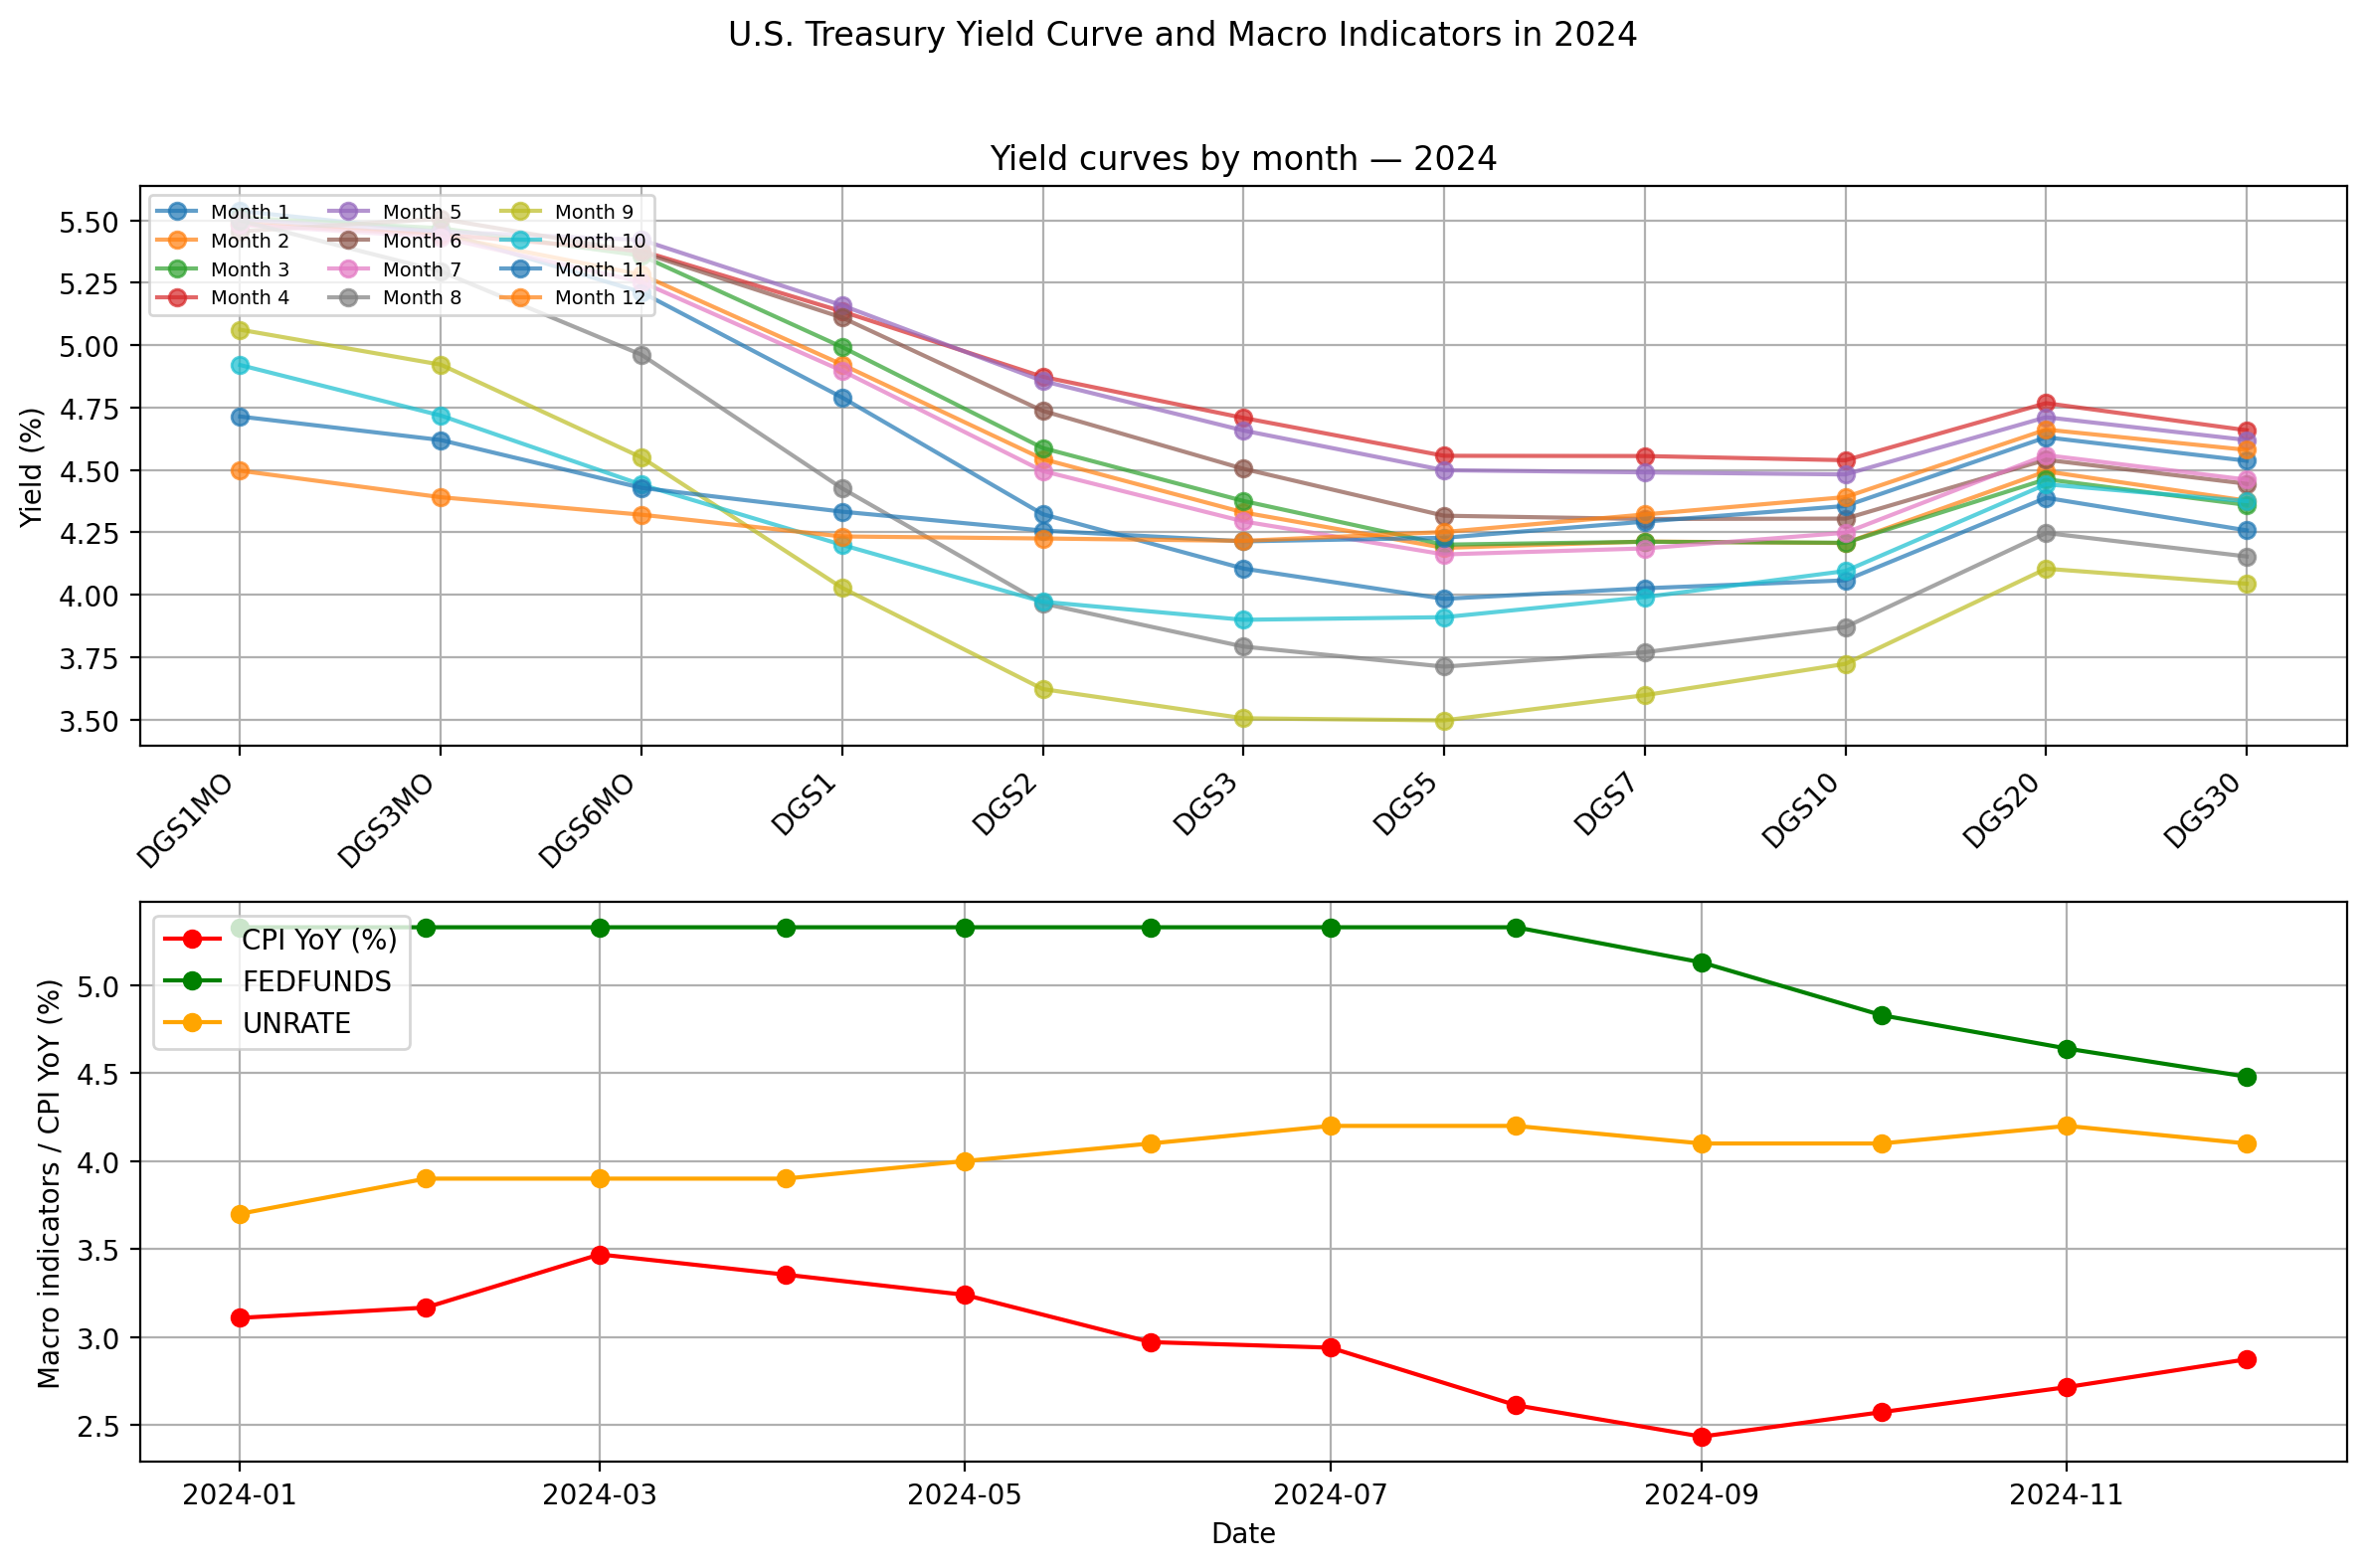 U.S. Treasury Yield Curve and Macro Indicators in 2024
Yield curves by month — 2024
Yield (%)
5.50
5.25
5.00
4.75
4.50
4.25
4.00
3.75
3.50
Month 1
Month 2
Month 3
Month 4
Month 5
Month 6
Month 7
Month 8
Month 9
Month 10
Month 11
Month 12
DGS1MO
DGS3MO
DGS6MO
DGS1
DGS2
DGS3
DGS5
DGS7
DGS10
DGS20
DGS30
Macro indicators / CPI YoY (%)
5.0
4.5
4.0
3.5
3.0
2.5
CPI YoY (%)
FEDFUNDS
UNRATE
2024-01
2024-03
2024-05
2024-07
2024-09
2024-11
Date